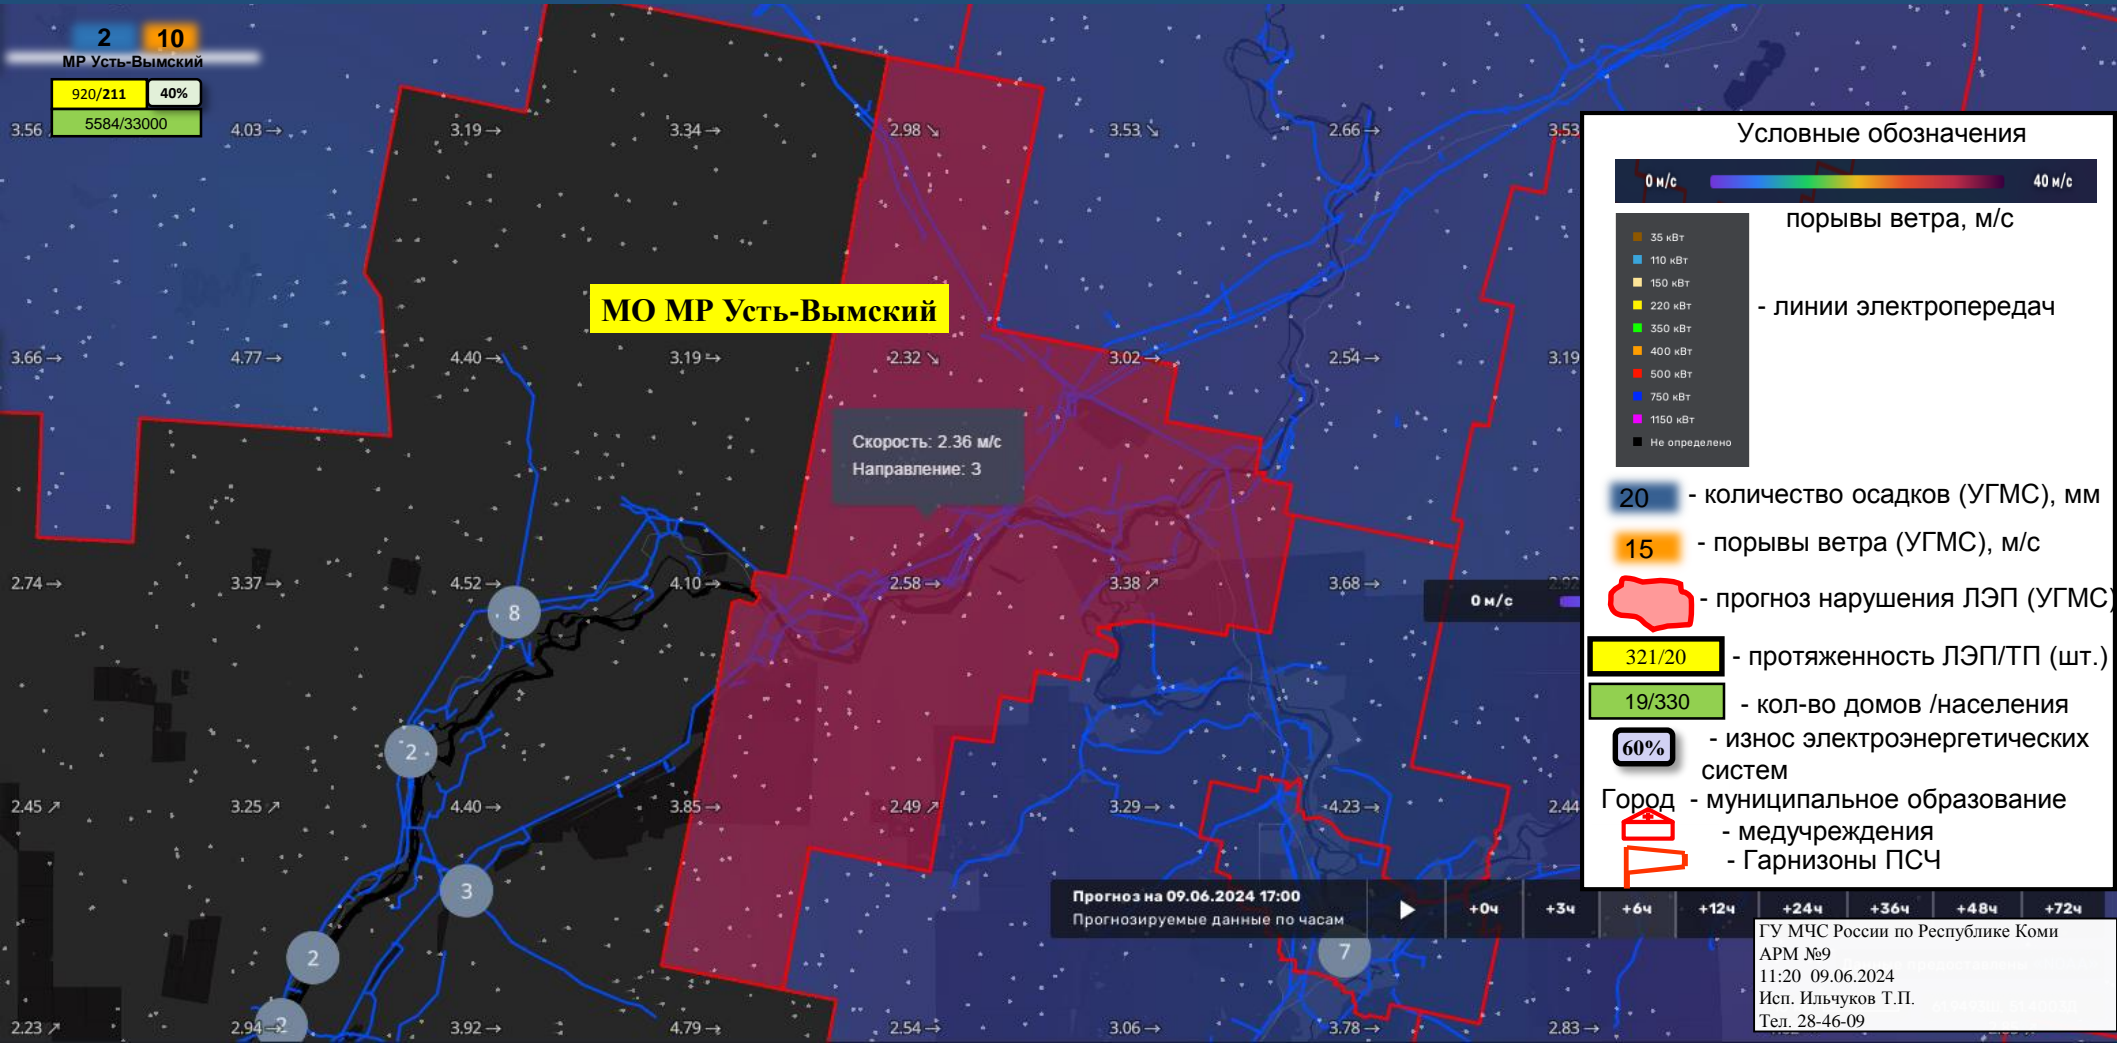 2 10
МР Усть-Вымский
920/211 40%
5584/33000
3.56 4.03→ 3.19→ 3.34→ 2.98↘ 3.53↘ 2.66→ 3.53
МО МР Усть-Вымский
3.66→ 4.77→ 4.40→ 3.19→ 2.32↘ 3.02→ 2.54→ 3.19
Скорость: 2.36 м/с
Направление: З
2.74→ 3.37→ 4.52→ 4.10→ 2.58→ 3.38↗ 3.68→ 2.92
0 м/с
8
2
2.45↗ 3.25↗ 4.40→ 3.85→ 2.49↗ 3.29→ 4.23→ 2.44
3
2
7
2
2.23↗ 2.94→ 3.92→ 4.79→ 2.54→ 3.06→ 3.78→ 2.83→
Прогноз на 09.06.2024 17:00
Прогнозируемые данные по часам
+0ч +3ч +6ч +12ч +24ч +36ч +48ч +72ч
Условные обозначения
0 м/с 40 м/с
порывы ветра, м/с
35 кВт
110 кВт
150 кВт
220 кВт
350 кВт
400 кВт
500 кВт
750 кВт
1150 кВт
Не определено
- линии электропередач
20 - количество осадков (УГМС), мм
15 - порывы ветра (УГМС), м/с
- прогноз нарушения ЛЭП (УГМС)
321/20 - протяженность ЛЭП/ТП (шт.)
19/330 - кол-во домов /населения
60% - износ электроэнергетических
систем
Город - муниципальное образование
- медучреждения
- Гарнизоны ПСЧ
ГУ МЧС России по Республике Коми
АРМ №9
11:20 09.06.2024
Исп. Ильчуков Т.П.
Тел. 28-46-09